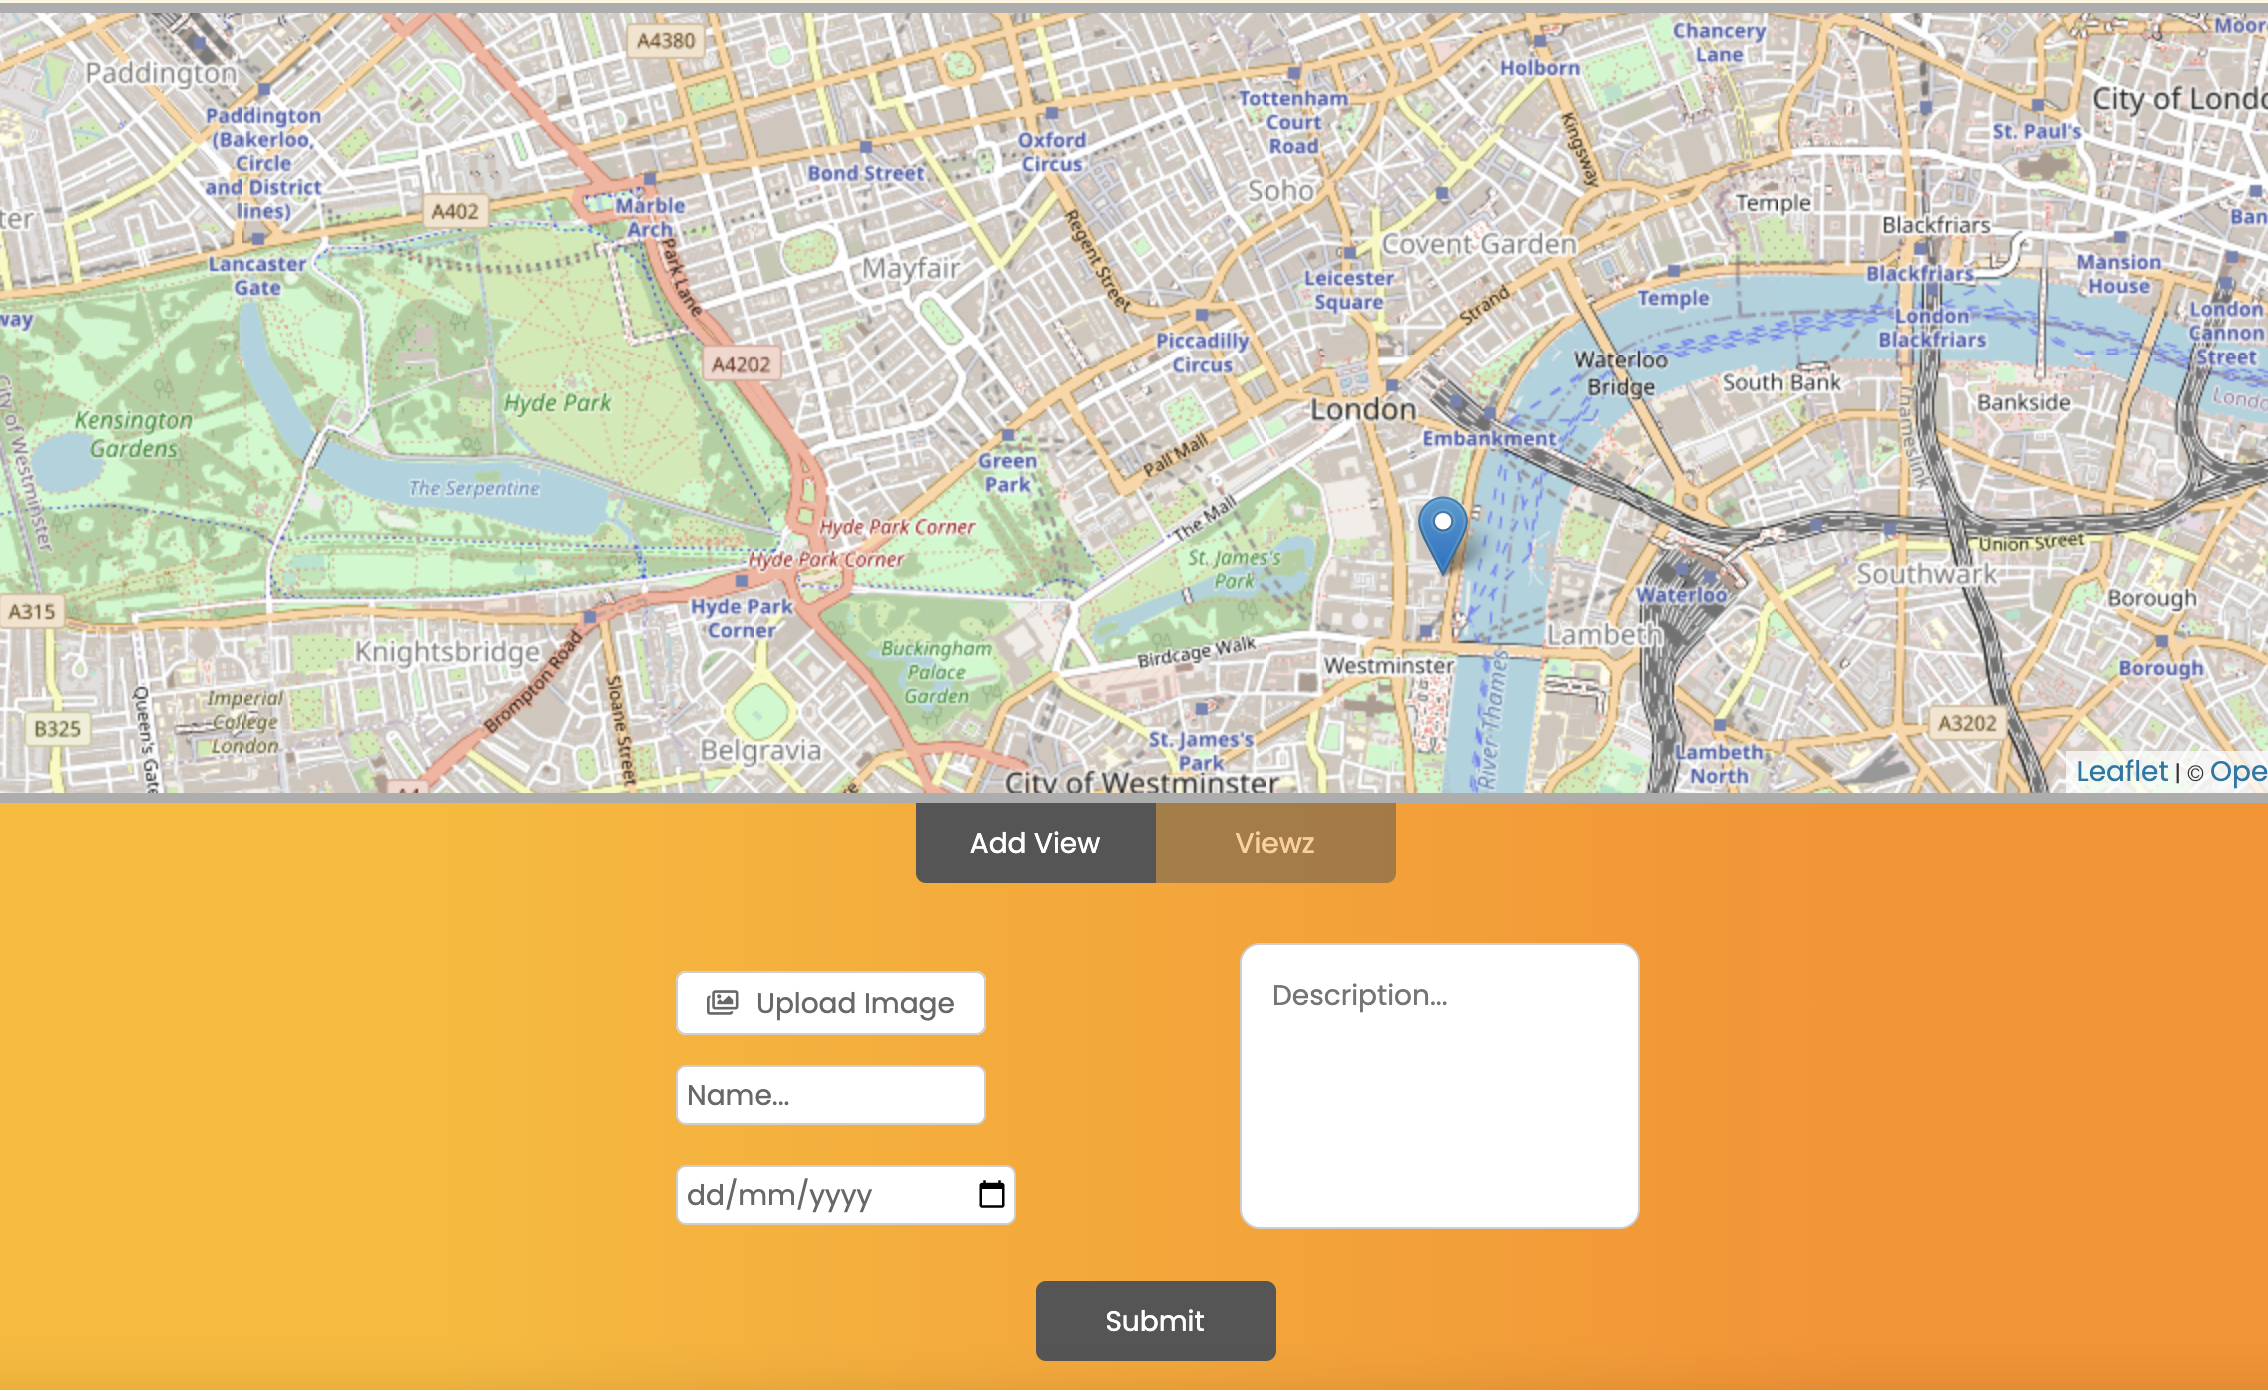 A4380
Chancery
Lane
Moor
Paddington
Holborn
Tottenham
Court
Road
City of Londo
Paddington
(Bakerloo,
Circle
and District
lines)
Oxford
Circus
Kingsway
St. Paul's
Bond Street
Soho
ter
A402
Marble
Arch
Temple
Blackfriars
Ban
Regent Street
Covent Garden
Park Lane
Mayfair
Lancaster
Gate
Leicester
Square
Blackfriars
Mansion
House
Strand
Temple
way
London
Blackfriars
London
Cannon
Street
Piccadilly
Circus
A4202
Waterloo
Bridge
South Bank
Hyde Park
London
Bankside
Londo
Kensington
Gardens
Embankment
Thameslink
City of Westminster
Pall Mall
Green
Park
The Serpentine
The Mall
Hyde Park Corner
Hyde Park Corner
St. James's
Park
Union Street
Southwark
A315
Waterloo
Borough
Hyde Park
Corner
Lambeth
Knightsbridge
Buckingham
Palace
Garden
Birdcage Walk
Westminster
Borough
Brompton Road
Sloane Street
Queen's Gate
Imperial
College
London
River Thames
B325
A3202
Belgravia
St. James's
Park
Lambeth
North
City of Westminster
A4
Leaflet | © Ope
Add View
Viewz
Upload Image
Description...
Name...
dd/mm/yyyy
Submit